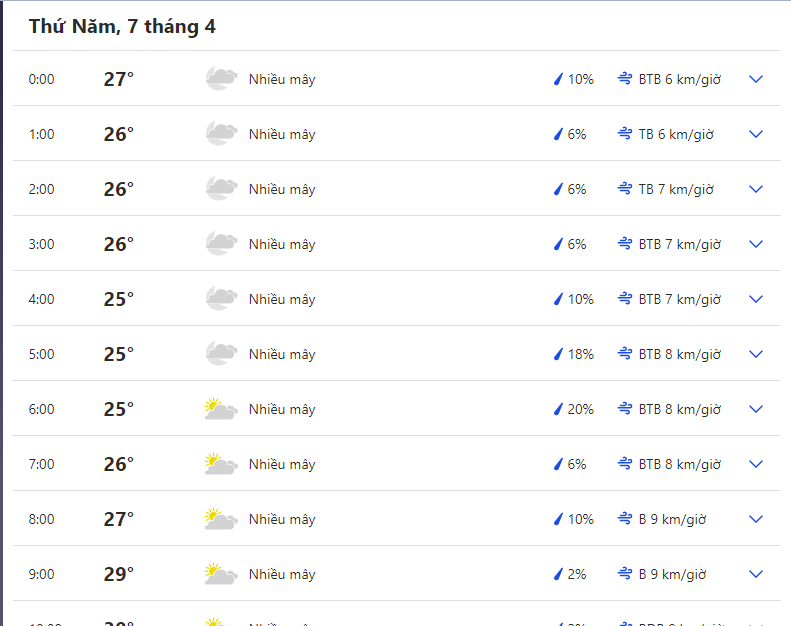 Thứ Năm, 7 tháng 4
0:00 27° Nhiều mây 10% BTB 6 km/giờ
1:00 26° Nhiều mây 6% TB 6 km/giờ
2:00 26° Nhiều mây 6% TB 7 km/giờ
3:00 26° Nhiều mây 6% BTB 7 km/giờ
4:00 25° Nhiều mây 10% BTB 7 km/giờ
5:00 25° Nhiều mây 18% BTB 8 km/giờ
6:00 25° Nhiều mây 20% BTB 8 km/giờ
7:00 26° Nhiều mây 6% BTB 8 km/giờ
8:00 27° Nhiều mây 10% B 9 km/giờ
9:00 29° Nhiều mây 2% B 9 km/giờ